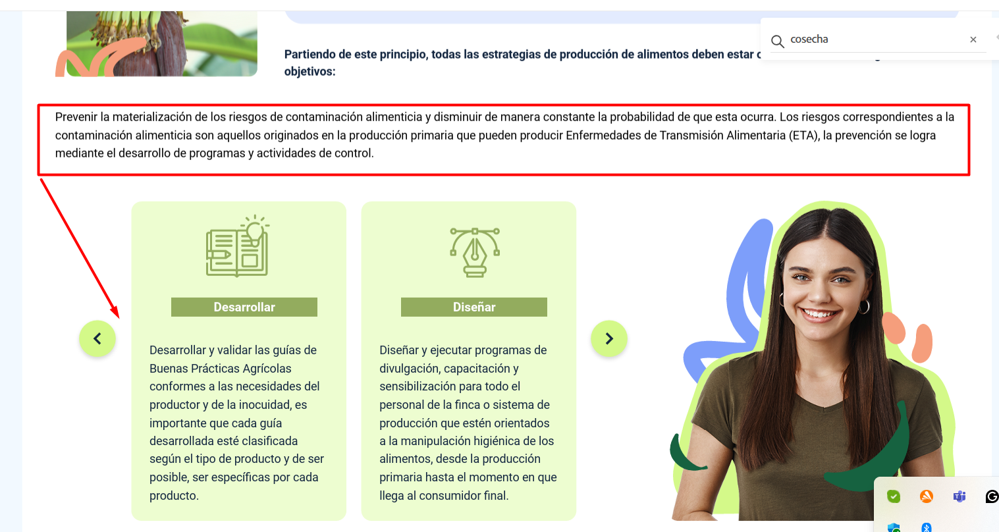 cosecha
Partiendo de este principio, todas las estrategias de producción de alimentos deben estar
objetivos:
Prevenir la materialización de los riesgos de contaminación alimenticia y disminuir de manera constante la probabilidad de que esta ocurra. Los riesgos correspondientes a la
contaminación alimenticia son aquellos originados en la producción primaria que pueden producir Enfermedades de Transmisión Alimentaria (ETA), la prevención se logra
mediante el desarrollo de programas y actividades de control.
Desarrollar
Desarrollar y validar las guías de
Buenas Prácticas Agrícolas
conformes a las necesidades del
productor y de la inocuidad, es
importante que cada guía
desarrollada esté clasificada
según el tipo de producto y de ser
posible, ser específicas por cada
producto.
Diseñar
Diseñar y ejecutar programas de
divulgación, capacitación y
sensibilización para todo el
personal de la finca o sistema de
producción que estén orientados
a la manipulación higiénica de los
alimentos, desde la producción
primaria hasta el momento en que
llega al consumidor final.